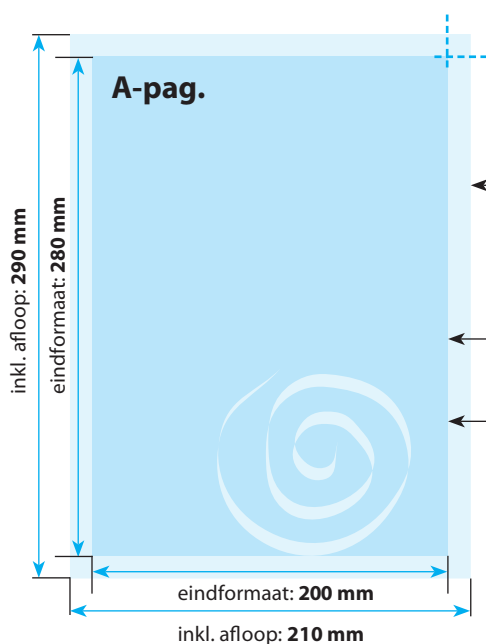 A-pag.
inkl. afloop: 290 mm
eindformaat: 280 mm
eindformaat: 200 mm
inkl. afloop: 210 mm